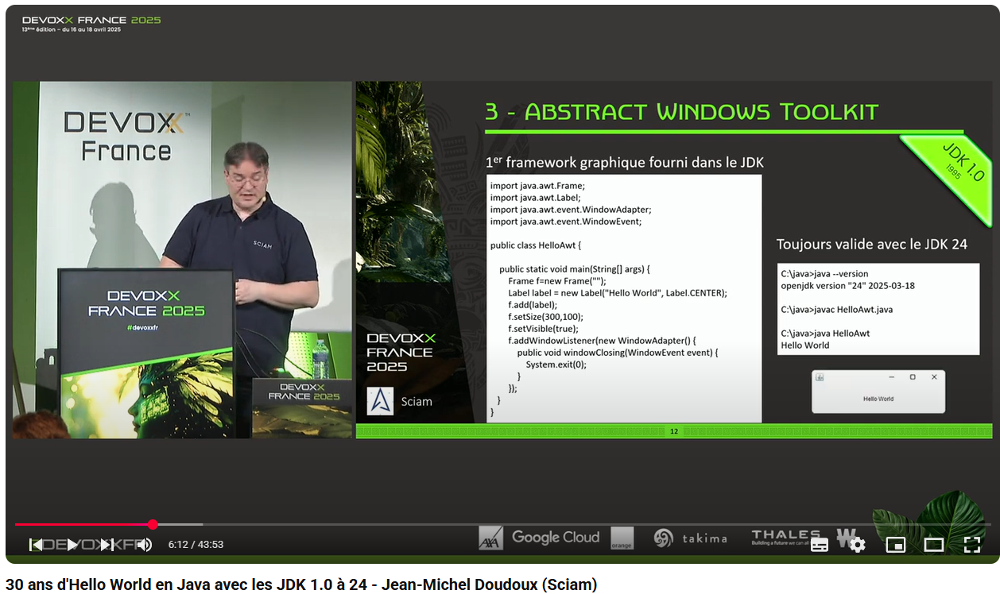 DEVOXX FRANCE 2025
13ème édition – du 16 au 18 avril 2025
DEVOXX™
France
SCIAM
DEVOXX
FRANCE 2025
#devoxxfr
DEVOXX
FRANCE 2025
DEVOXX
FRANCE
2025
Sciam
3 - ABSTRACT WINDOWS TOOLKIT
JDK 1.0
1995
1er framework graphique fourni dans le JDK
import java.awt.Frame;
import java.awt.Label;
import java.awt.event.WindowAdapter;
import java.awt.event.WindowEvent;
public class HelloAwt {
public static void main(String[] args) {
Frame f=new Frame("");
Label label = new Label("Hello World", Label.CENTER);
f.add(label);
f.setSize(300,100);
f.setVisible(true);
f.addWindowListener(new WindowAdapter() {
public void windowClosing(WindowEvent event) {
System.exit(0);
}
});
}
}
Toujours valide avec le JDK 24
C:\java>java --version
openjdk version "24" 2025-03-18
C:\java>javac HelloAwt.java
C:\java>java HelloAwt
Hello World
Hello World
12
DEVOXXFR
6:12 / 43:53
AXA
Google Cloud
orange
takima
THALES
Building a future we can all
W
30 ans d'Hello World en Java avec les JDK 1.0 à 24 - Jean-Michel Doudoux (Sciam)